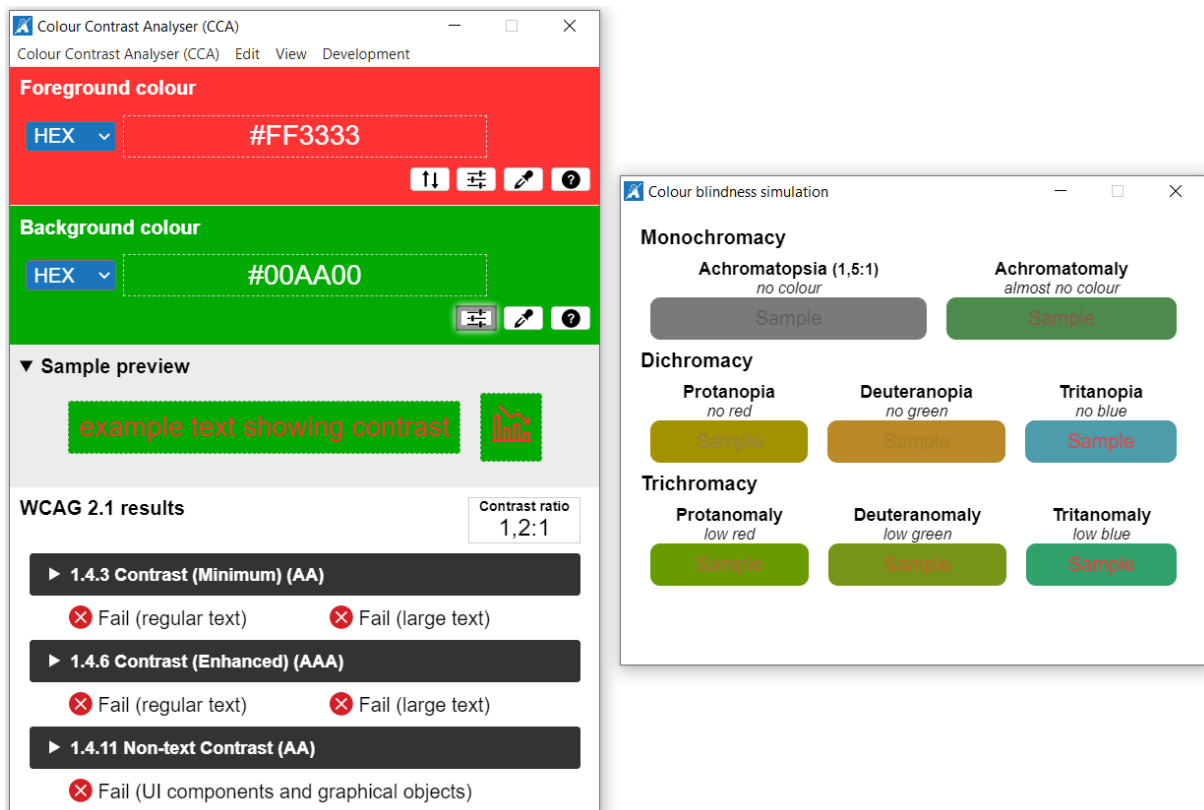 Colour Contrast Analyser (CCA)
Colour Contrast Analyser (CCA) Edit View Development
Foreground colour
HEX #FF3333
Background colour
HEX #00AA00
Sample preview
example text showing contrast
WCAG 2.1 results
Contrast ratio
1,2:1
1.4.3 Contrast (Minimum) (AA)
Fail (regular text) Fail (large text)
1.4.6 Contrast (Enhanced) (AAA)
Fail (regular text) Fail (large text)
1.4.11 Non-text Contrast (AA)
Fail (UI components and graphical objects)
Colour blindness simulation
Monochromacy
Achromatopsia (1,5:1) Achromatomaly
no colour almost no colour
Sample Sample
Dichromacy
Protanopia Deuteranopia Tritanopia
no red no green no blue
Sample Sample Sample
Trichromacy
Protanomaly Deuteranomaly Tritanomaly
low red low green low blue
Sample Sample Sample